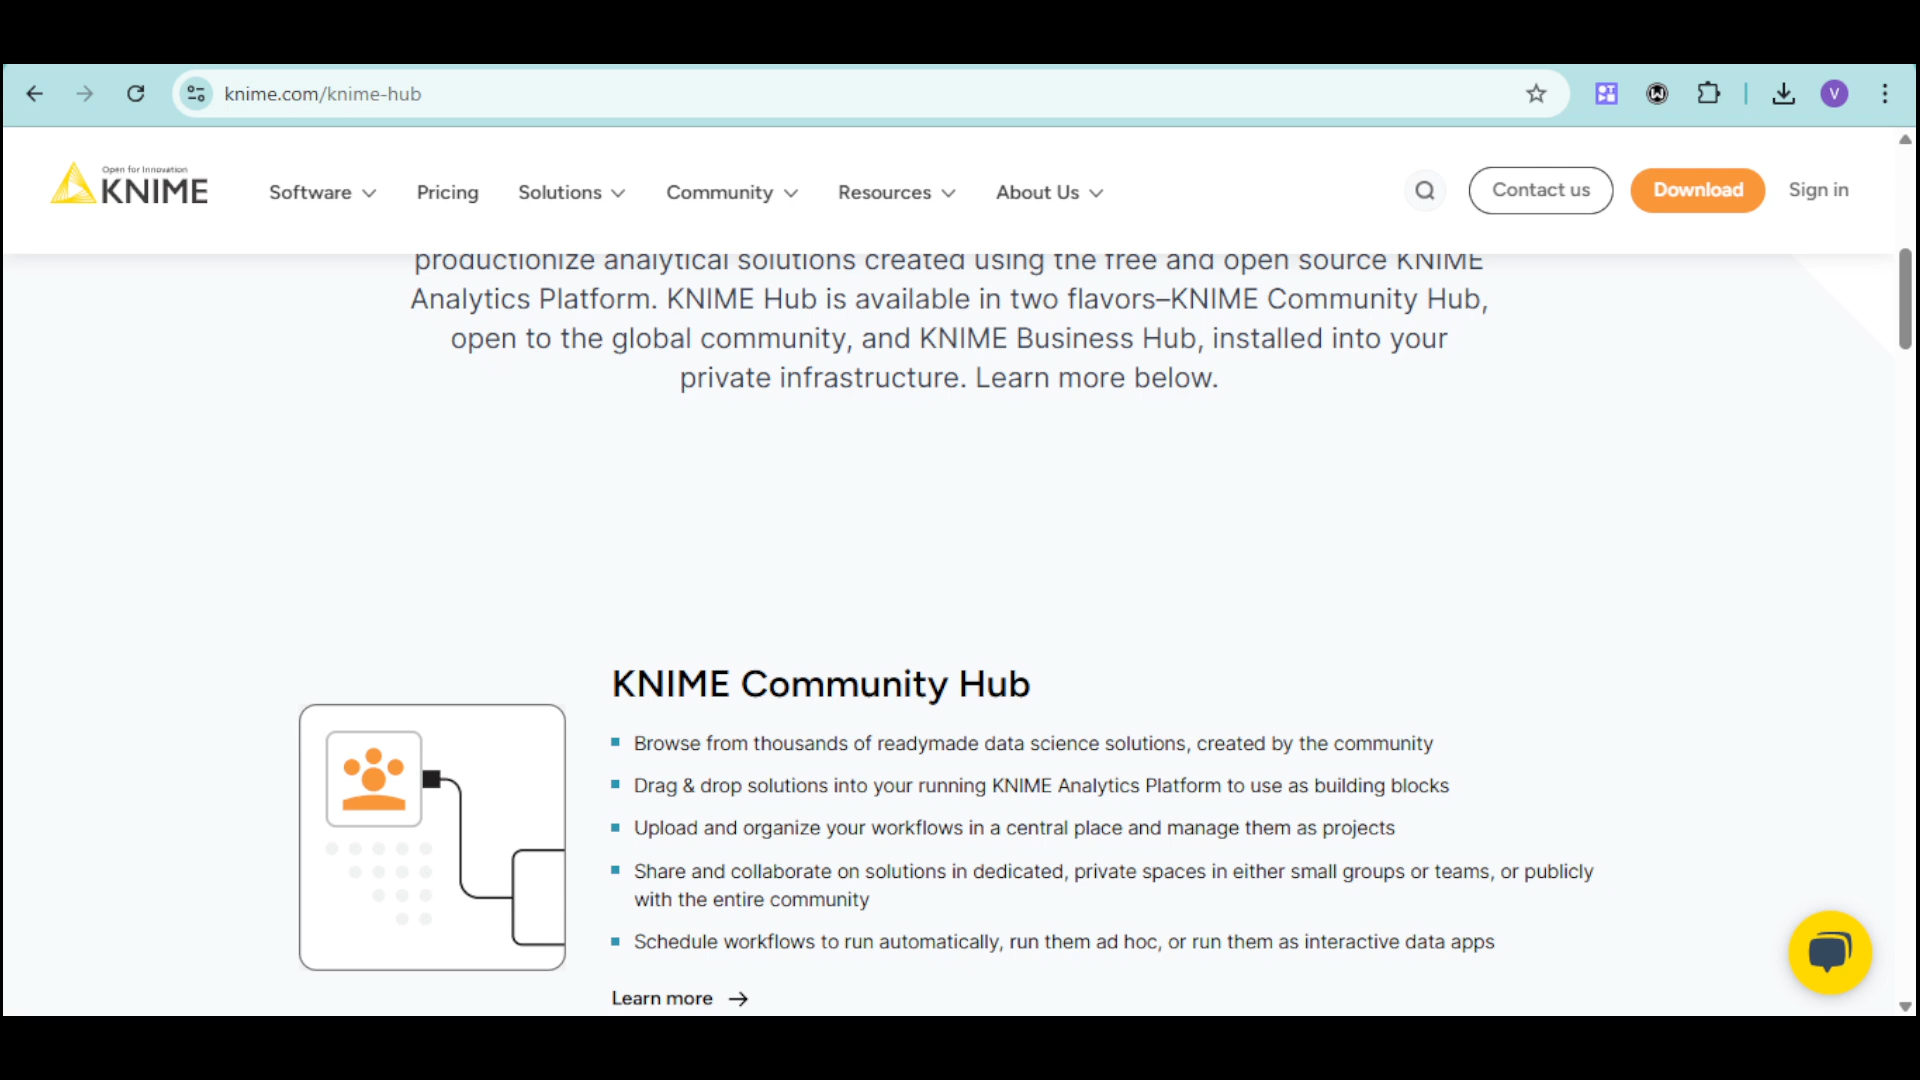 knime.com/knime-hub
V
Open for Innovation
KNIME
Software
Pricing
Solutions
Community
Resources
About Us
Contact us
Download
Sign in
productionize analytical solutions created using the free and open source KNIME
Analytics Platform. KNIME Hub is available in two flavors–KNIME Community Hub,
open to the global community, and KNIME Business Hub, installed into your
private infrastructure. Learn more below.
KNIME Community Hub
Browse from thousands of readymade data science solutions, created by the community
Drag & drop solutions into your running KNIME Analytics Platform to use as building blocks
Upload and organize your workflows in a central place and manage them as projects
Share and collaborate on solutions in dedicated, private spaces in either small groups or teams, or publicly
with the entire community
Schedule workflows to run automatically, run them ad hoc, or run them as interactive data apps
Learn more